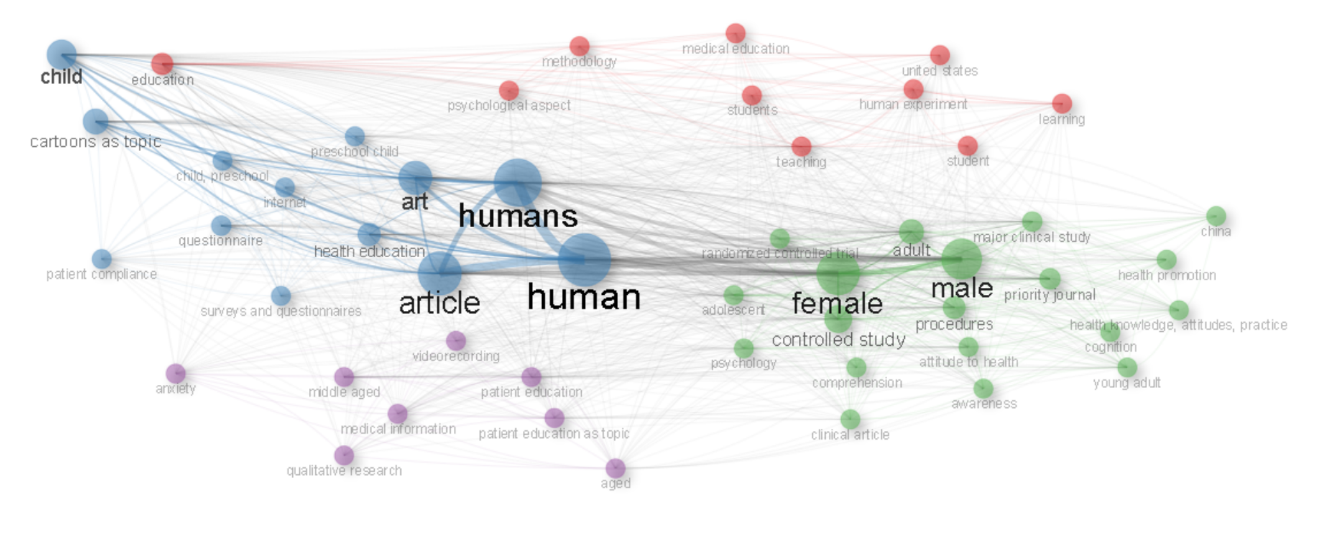 child
education
methodology
medical education
united states
psychological aspect
students
human experiment
learning
cartoons as topic
preschool child
teaching
student
child, preschool
internet
art
humans
questionnaire
health education
randomized controlled trial
adult
major clinical study
china
patient compliance
health promotion
article
human
female
male
priority journal
surveys and questionnaires
adolescent
procedures
health knowledge, attitudes, practice
controlled study
cognition
videorecording
psychology
attitude to health
anxiety
middle aged
patient education
comprehension
young adult
awareness
medical information
patient education as topic
clinical article
qualitative research
aged